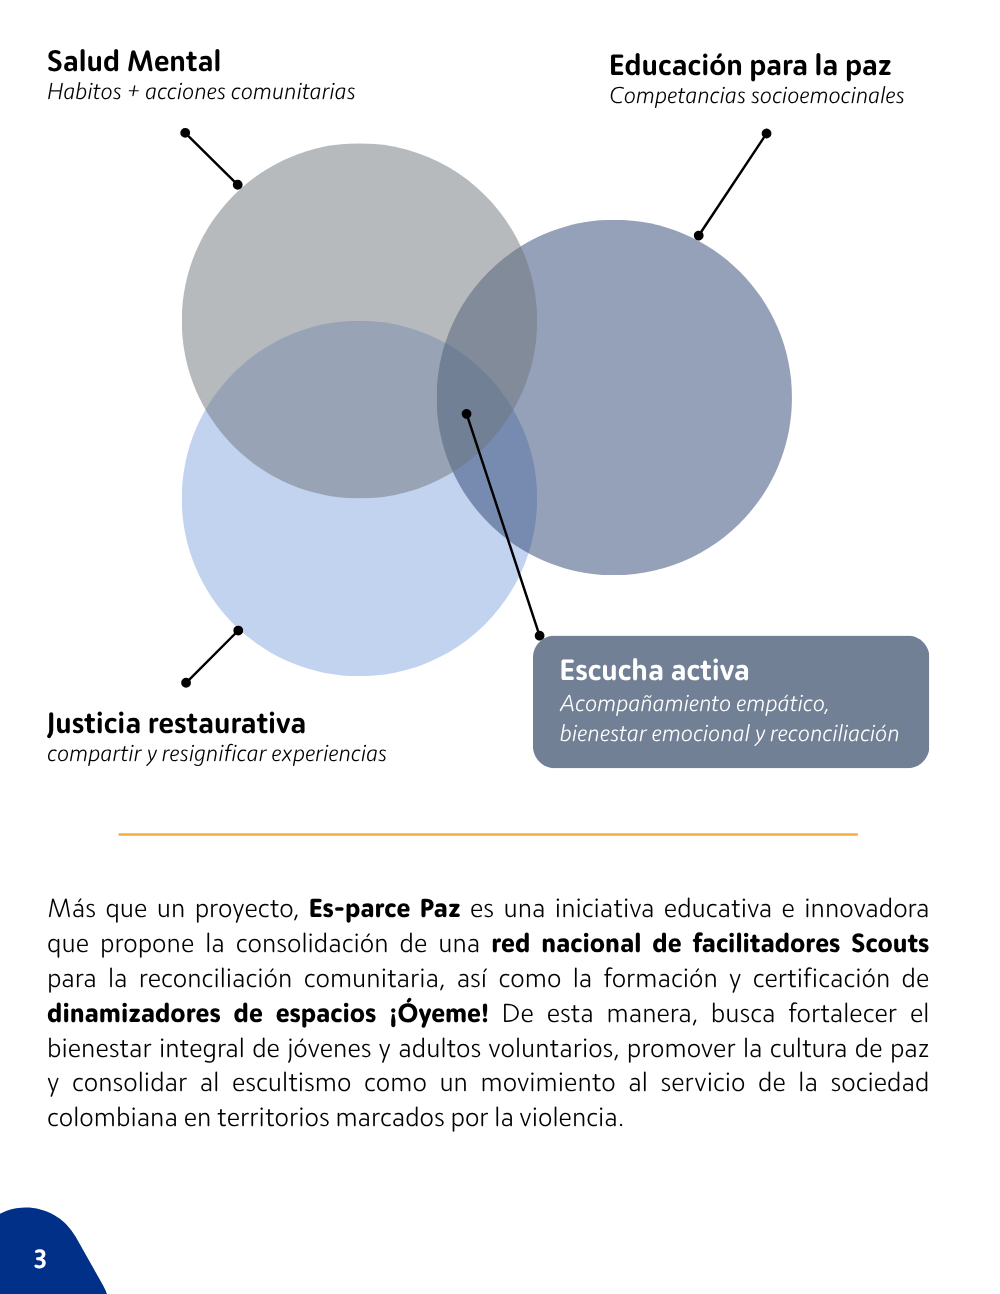 Salud Mental
Habitos + acciones comunitarias
Educación para la paz
Competancias socioemocinales
Justicia restaurativa
compartir y resignificar experiencias
Escucha activa
Acompañamiento empático,
bienestar emocional y reconciliación
Más que un proyecto, Es-parce Paz es una iniciativa educativa e innovadora
que propone la consolidación de una red nacional de facilitadores Scouts
para la reconciliación comunitaria, así como la formación y certificación de
dinamizadores de espacios ¡Óyeme! De esta manera, busca fortalecer el
bienestar integral de jóvenes y adultos voluntarios, promover la cultura de paz
y consolidar al escultismo como un movimiento al servicio de la sociedad
colombiana en territorios marcados por la violencia.
3